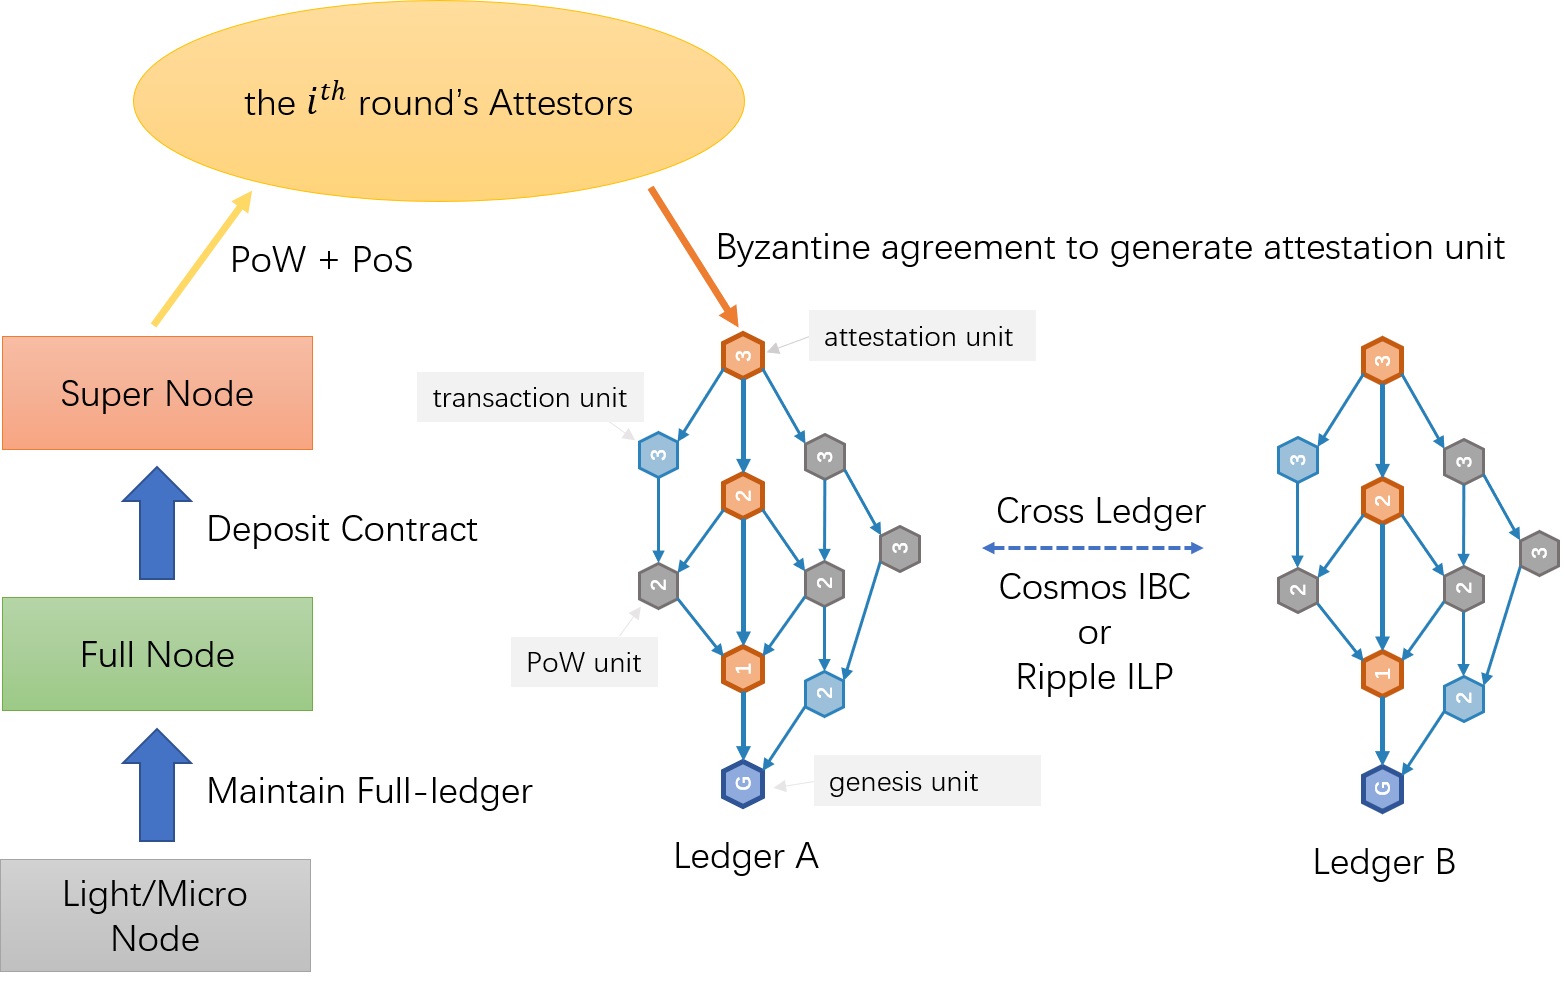 the iᵗʰ round's Attestors
PoW + PoS
Byzantine agreement to generate attestation unit
Super Node
Deposit Contract
Full Node
Maintain Full-ledger
Light/Micro
Node
attestation unit
transaction unit
PoW unit
genesis unit
3
3
3
2
3
2
2
1
2
G
Ledger A
Cross Ledger
Cosmos IBC
or
Ripple ILP
3
3
3
2
3
2
2
1
2
G
Ledger B